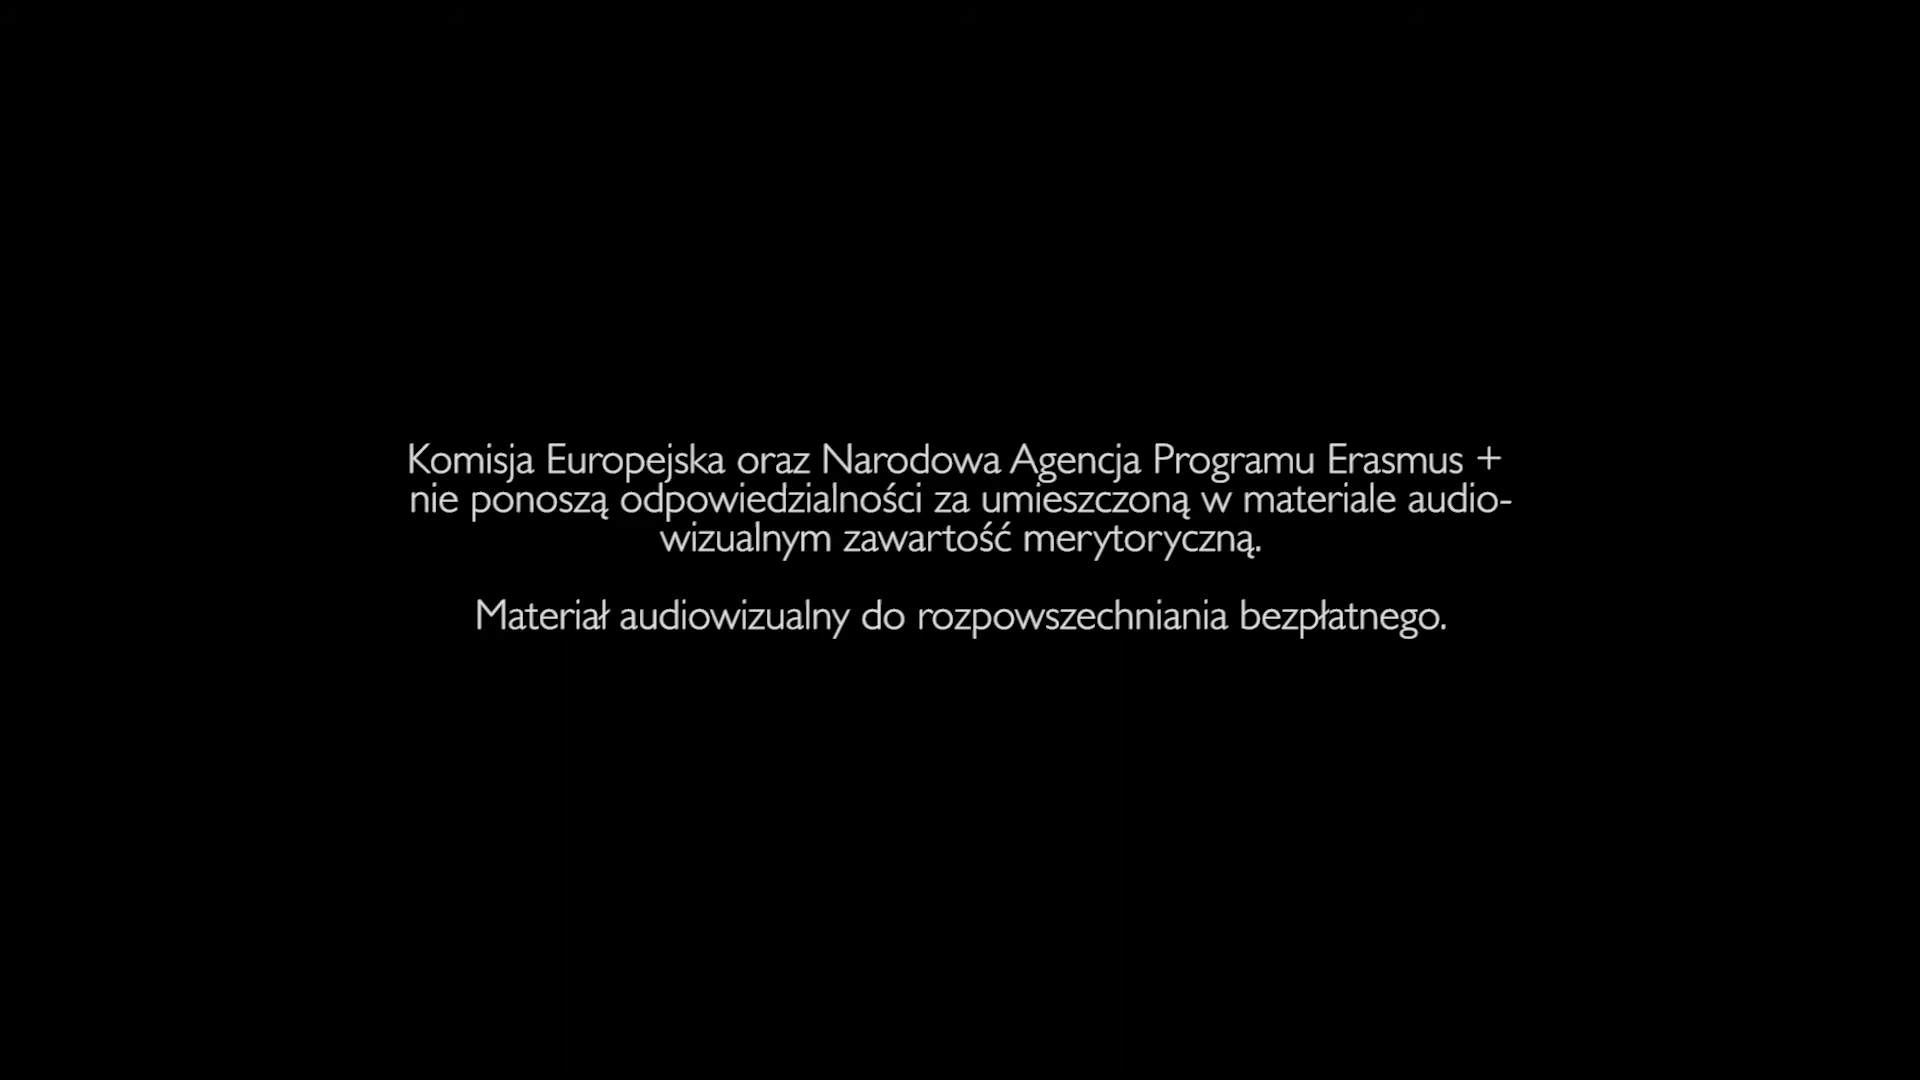 Komisja Europejska oraz Narodowa Agencja Programu Erasmus +
nie ponoszą odpowiedzialności za umieszczoną w materiale audio-
wizualnym zawartość merytoryczną.
Materiał audiowizualny do rozpowszechniania bezpłatnego.